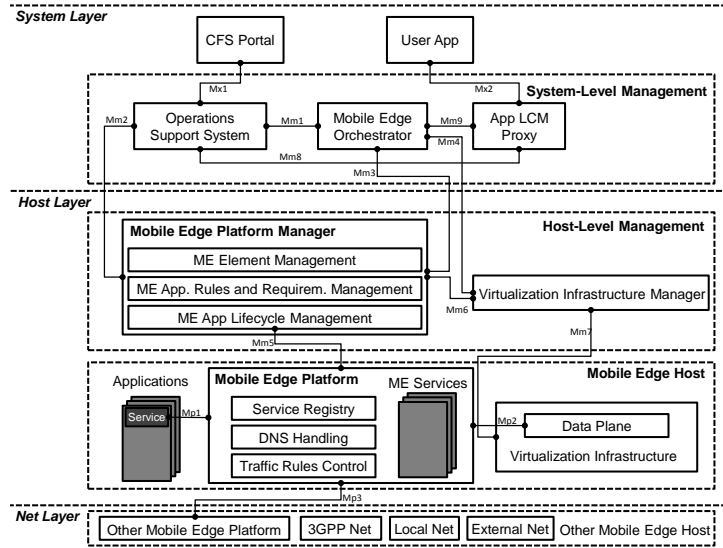 System Layer
CFS Portal
User App
Mx1
Mx2
System-Level Management
Mm2
Operations
Support System
Mm1
Mobile Edge
Orchestrator
Mm9
Mm4
App LCM
Proxy
Mm8
Mm3
Host Layer
Mobile Edge Platform Manager
Host-Level Management
ME Element Management
ME App. Rules and Requirem. Management
ME App Lifecycle Management
Mm6
Virtualization Infrastructure Manager
Mm5
Mm7
Applications
Mobile Edge Platform
ME Services
Mobile Edge Host
Service
Mp1
Service Registry
DNS Handling
Traffic Rules Control
Mp2
Data Plane
Virtualization Infrastructure
Mp3
Net Layer
Other Mobile Edge Platform
3GPP Net
Local Net
External Net
Other Mobile Edge Host